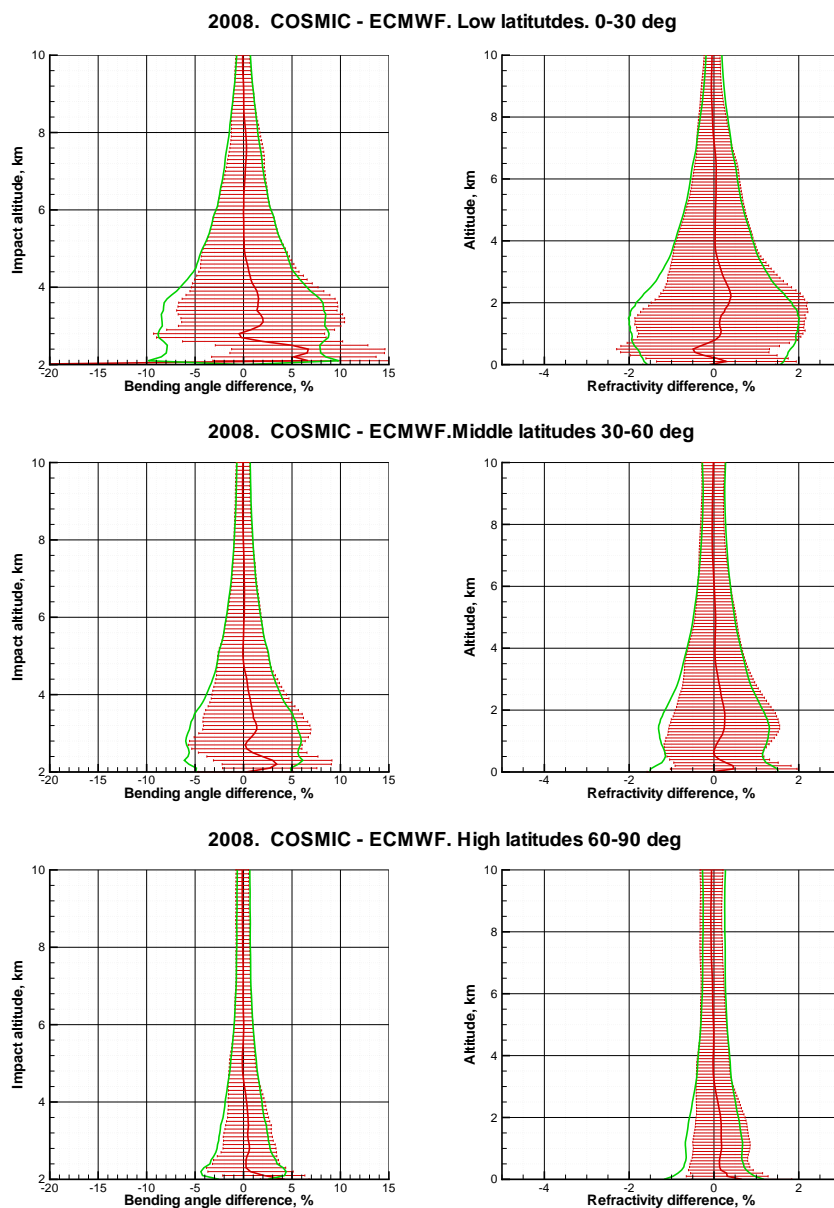 2008. COSMIC - ECMWF. Low latitutdes. 0-30 deg
10
8
6
4
2
Impact altitude, km
-20 -15 -10 -5 0 5 10 15
Bending angle difference, %
10
8
6
4
2
0
Altitude, km
-4 -2 0 2
Refractivity difference, %
2008. COSMIC - ECMWF.Middle latitudes 30-60 deg
10
8
6
4
2
Impact altitude, km
-20 -15 -10 -5 0 5 10 15
Bending angle difference, %
10
8
6
4
2
0
Altitude, km
-4 -2 0 2
Refractivity difference, %
2008. COSMIC - ECMWF. High latitudes 60-90 deg
10
8
6
4
2
Impact altitude, km
-20 -15 -10 -5 0 5 10 15
Bending angle difference, %
10
8
6
4
2
0
Altitude, km
-4 -2 0 2
Refractivity difference, %